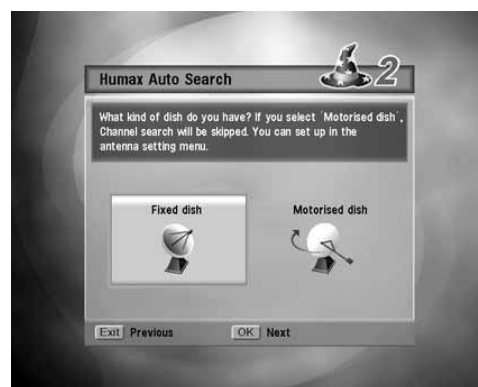 2
Humax Auto Search
What kind of dish do you have? If you select `Motorised dish`,
Channel search will be skipped. You can set up in the
antenna setting menu.
Fixed dish
Motorised dish
Exit Previous
OK Next